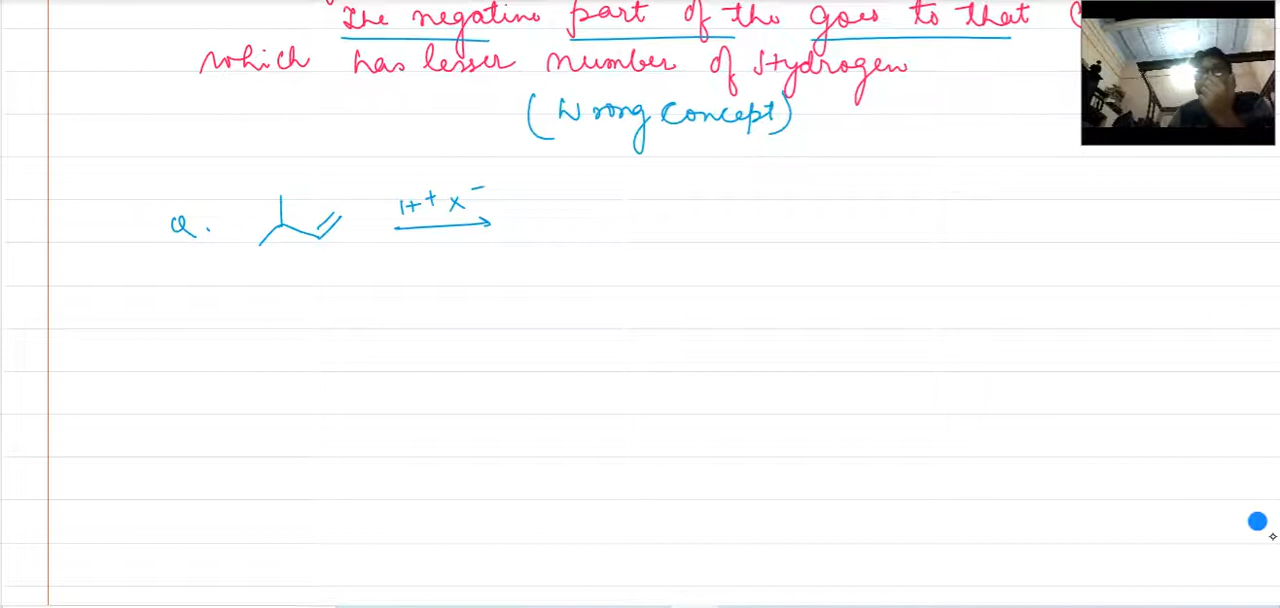 "The negative part of the goes to that C
which has lesser number of Hydrogen
(Wrong Concept)
Q. H⁺ X⁻